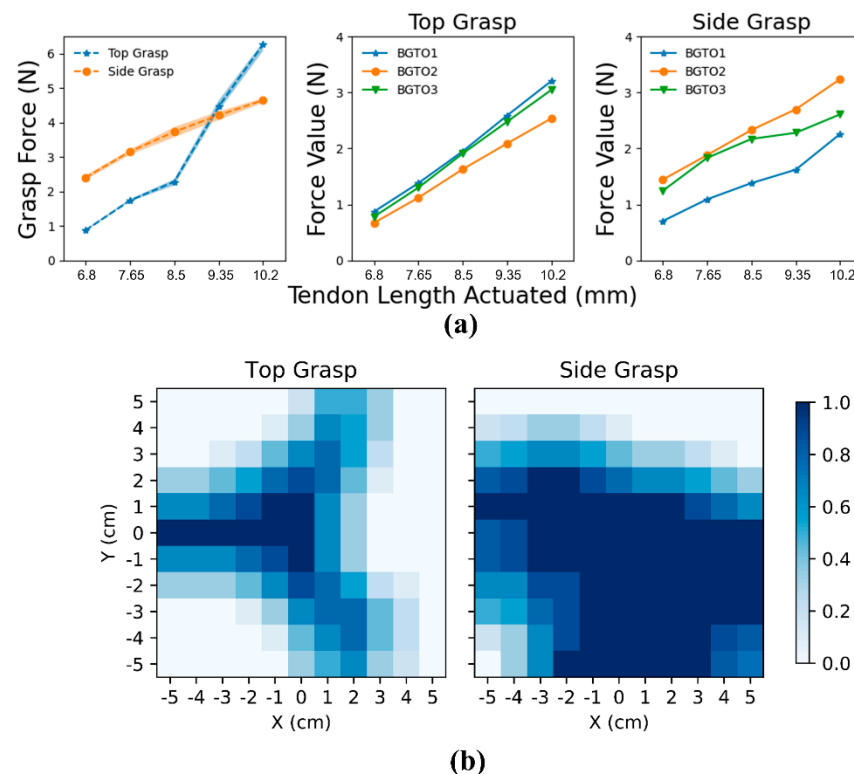 Top Grasp
Side Grasp
Grasp Force (N)
6
5
4
3
2
1
0
Top Grasp
Side Grasp
6.8 7.65 8.5 9.35 10.2
Force Value (N)
4
3
2
1
0
BGTO1
BGTO2
BGTO3
6.8 7.65 8.5 9.35 10.2
Force Value (N)
4
3
2
1
0
BGTO1
BGTO2
BGTO3
6.8 7.65 8.5 9.35 10.2
Tendon Length Actuated (mm)
(a)
Top Grasp
Side Grasp
Y (cm)
5
4
3
2
1
0
-1
-2
-3
-4
-5
-5 -4 -3 -2 -1 0 1 2 3 4 5
X (cm)
-5 -4 -3 -2 -1 0 1 2 3 4 5
X (cm)
1.0
0.8
0.6
0.4
0.2
0.0
(b)